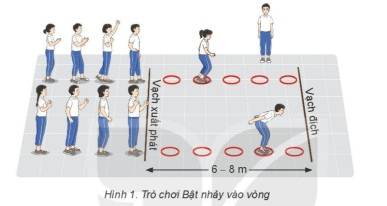 Vạch xuất phát
Vạch đích
6 – 8 m
Hình 1. Trò chơi Bật nhảy vào vòng